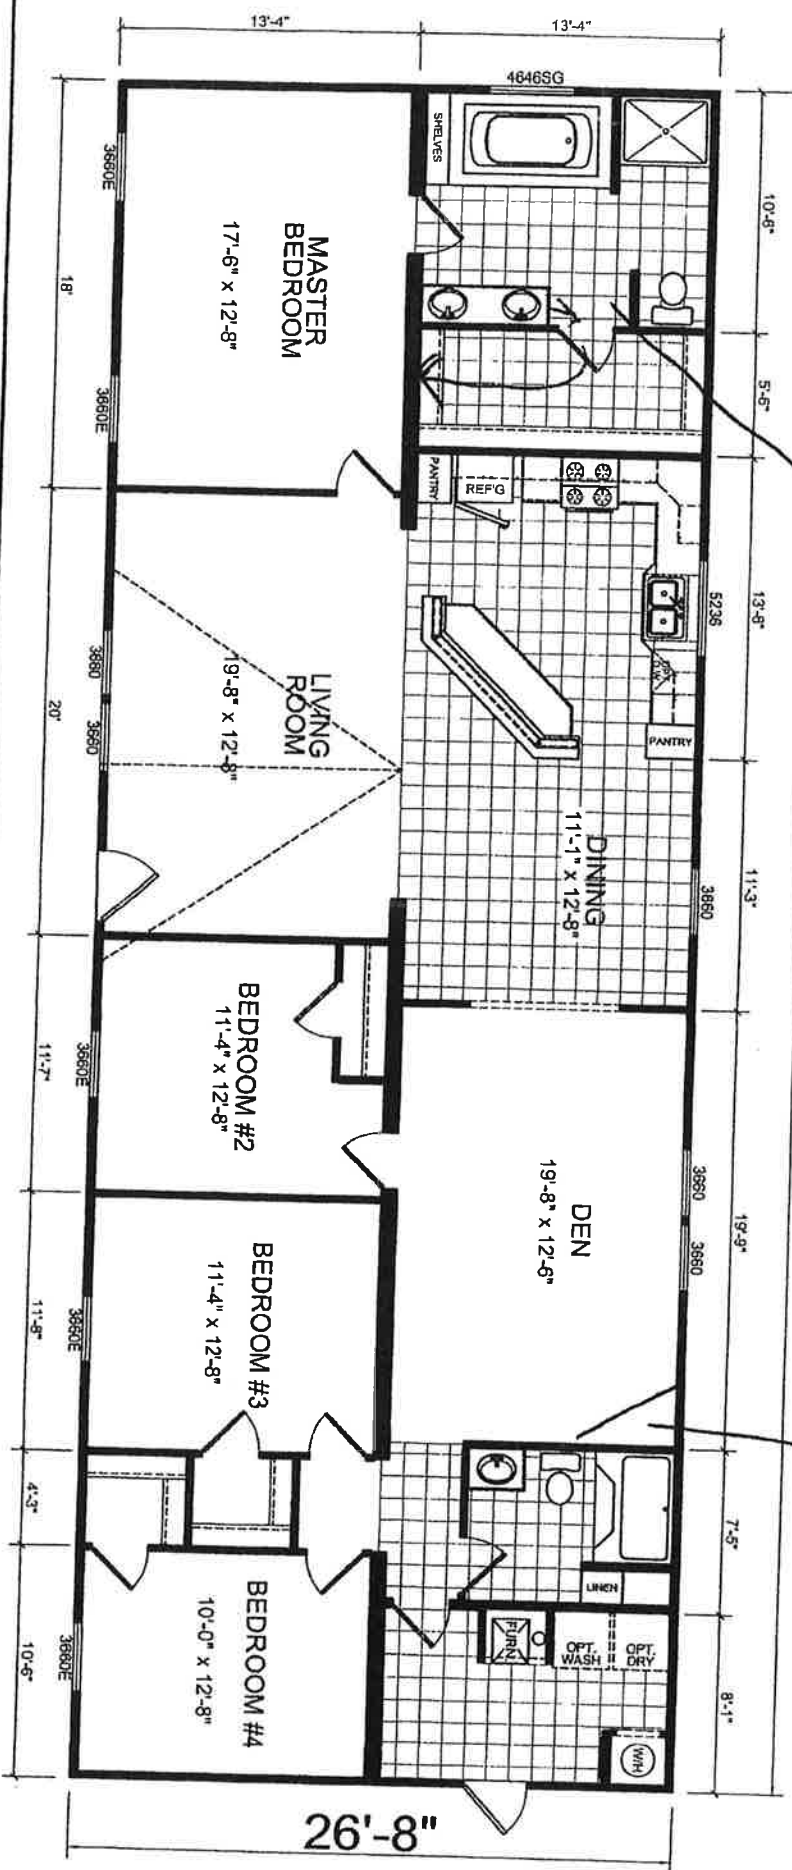 13'-4"
13'-4"
4646SG
SHELVES
10'-6"
3660E
MASTER
BEDROOM
17'-6" x 12'-8"
18'
3660E
5'-6"
PANTRY
REF'G
5236
13'-6"
OPT.
D.W.
PANTRY
LIVING
ROOM
19'-8" x 12'-8"
3660
3660
20'
DINING
11'-1" x 12'-8"
3660
11'-3"
BEDROOM #2
11'-4" x 12'-8"
3660E
11'-7"
DEN
19'-8" x 12'-6"
3660
3660
19'-9"
BEDROOM #3
11'-4" x 12'-8"
3660E
11'-8"
4'-3"
7'-5"
LINEN
FURN
OPT.
WASH
OPT.
DRY
W/H
8'-1"
BEDROOM #4
10'-0" x 12'-8"
3660E
10'-6"
26'-8"